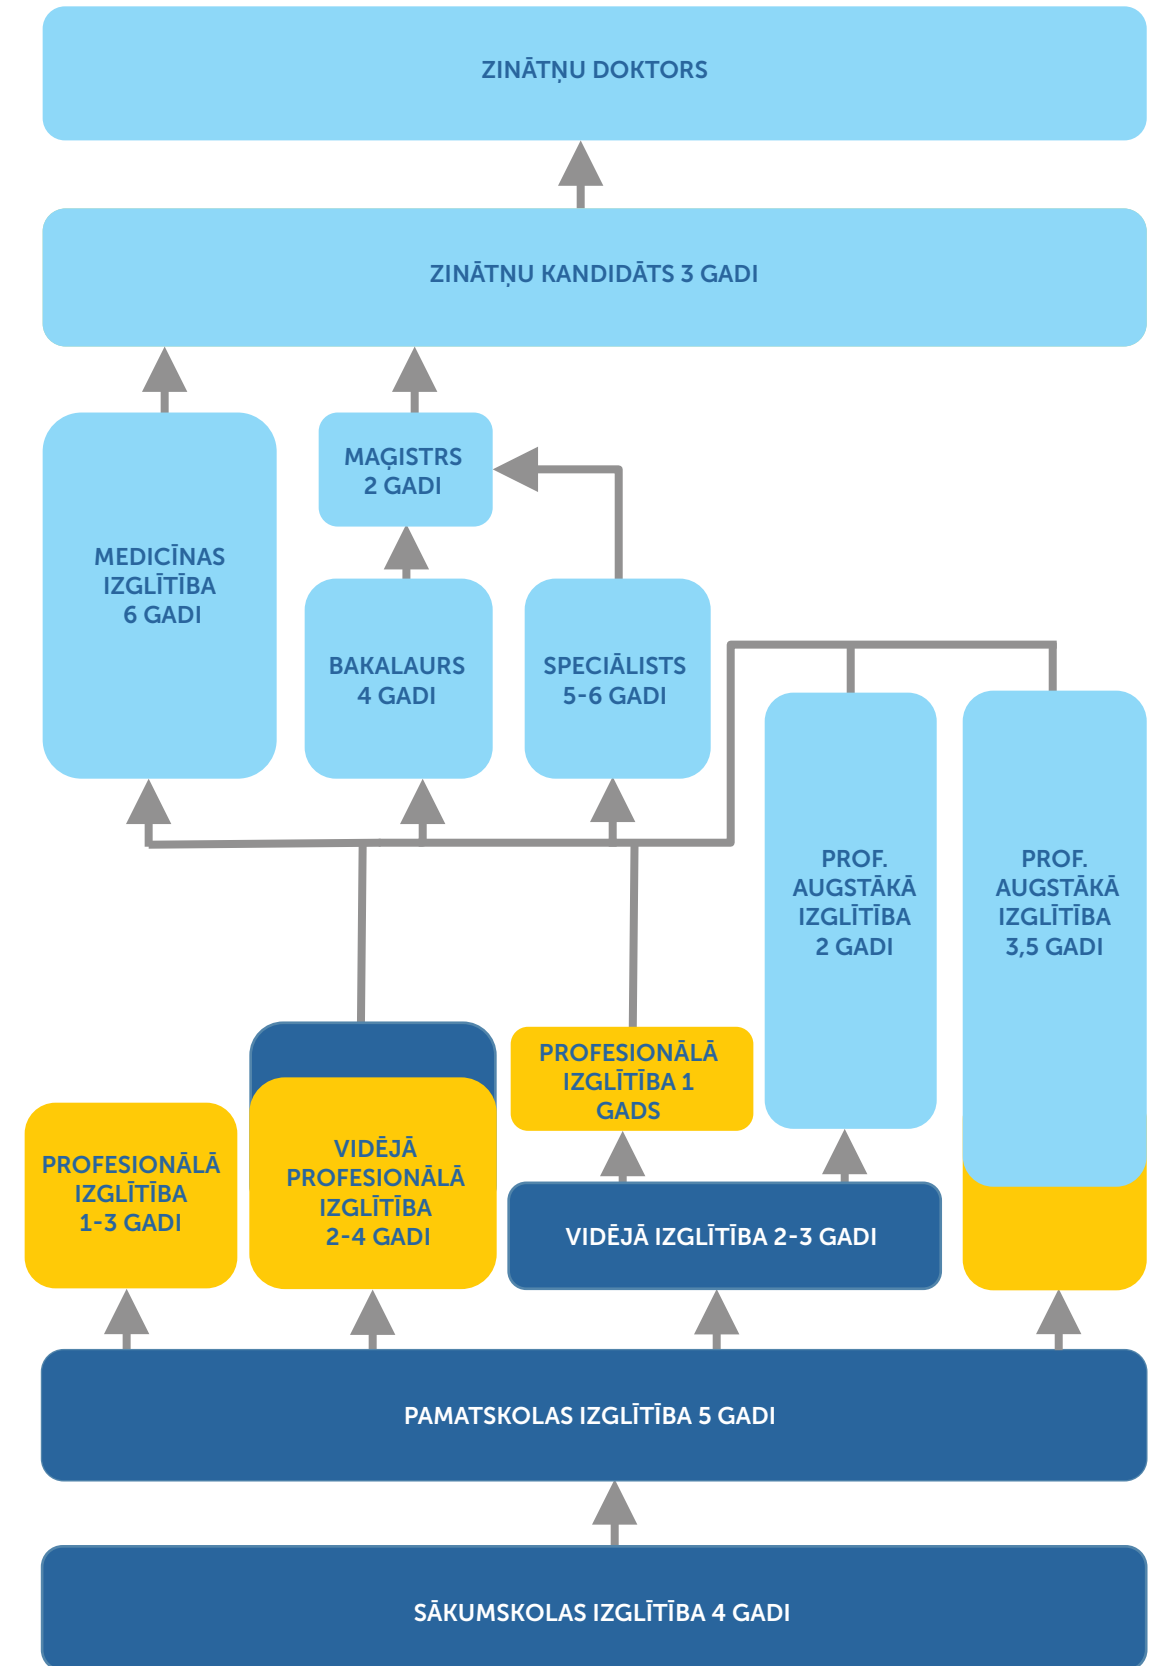 ZINĀTŅU DOKTORS
ZINĀTŅU KANDIDĀTS 3 GADI
MAĢISTRS
2 GADI
MEDICĪNAS
IZGLĪTĪBA
6 GADI
BAKALAURS
4 GADI
SPECIĀLISTS
5-6 GADI
PROF.
AUGSTĀKĀ
IZGLĪTĪBA
2 GADI
PROF.
AUGSTĀKĀ
IZGLĪTĪBA
3,5 GADI
PROFESIONĀLĀ
IZGLĪTĪBA 1
GADS
PROFESIONĀLĀ
IZGLĪTĪBA
1-3 GADI
VIDĒJĀ
PROFESIONĀLĀ
IZGLĪTĪBA
2-4 GADI
VIDĒJĀ IZGLĪTĪBA 2-3 GADI
PAMATSKOLAS IZGLĪTĪBA 5 GADI
SĀKUMSKOLAS IZGLĪTĪBA 4 GADI